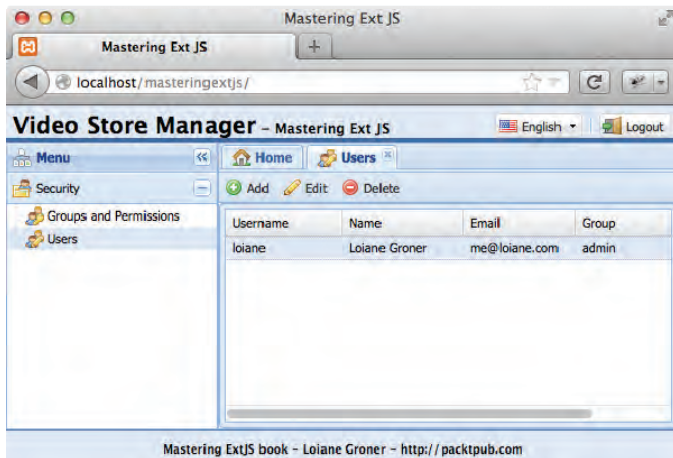 Mastering Ext JS
Mastering Ext JS
localhost/masteringextjs/
Video Store Manager – Mastering Ext JS
English
Logout
Menu
Home
Users
Security
Add
Edit
Delete
Groups and Permissions
Users
Username
Name
Email
Group
loiane
Loiane Groner
me@loiane.com
admin
Mastering ExtJS book – Loiane Groner – http://packtpub.com